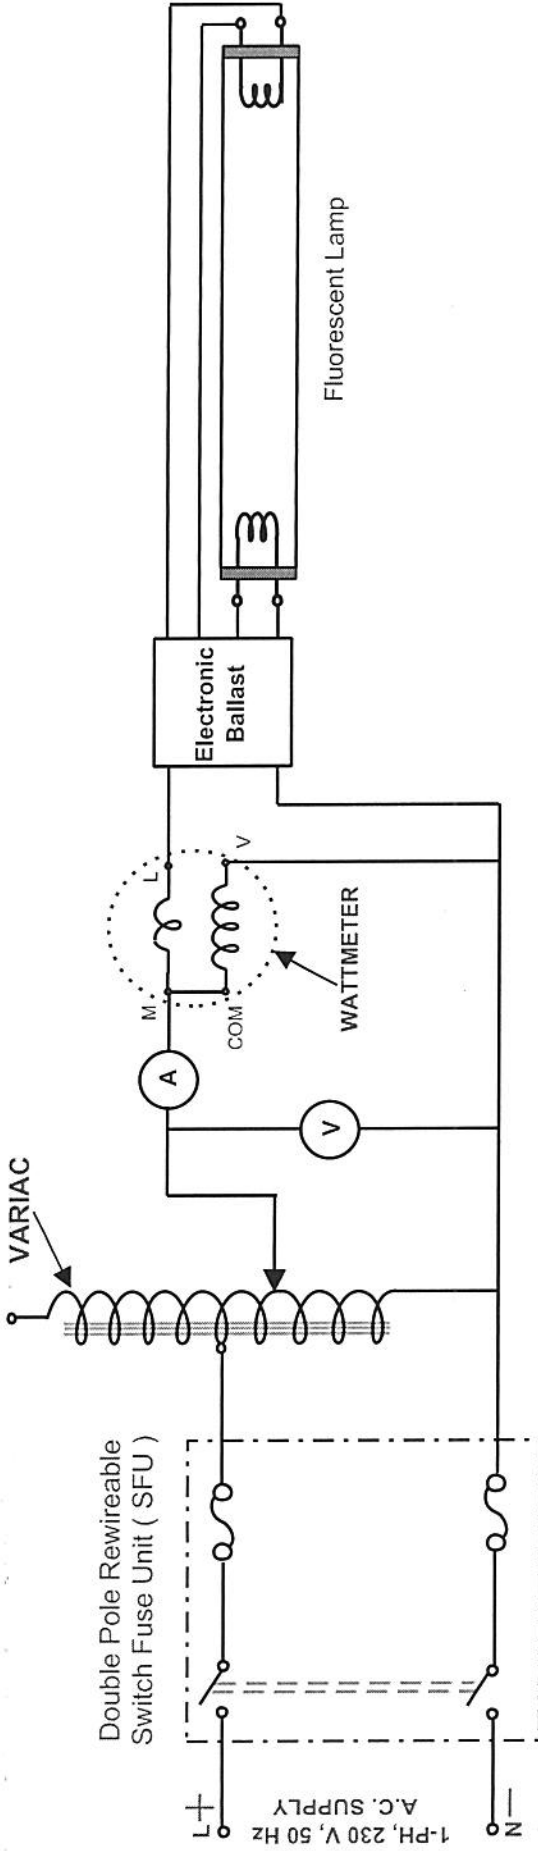 Double Pole Rewireable
Switch Fuse Unit ( SFU )
L +
1-PH, 230 V, 50 Hz
A.C. SUPPLY
N —
VARIAC
A
V
M
L
COM
V
WATTMETER
Electronic
Ballast
Fluorescent Lamp